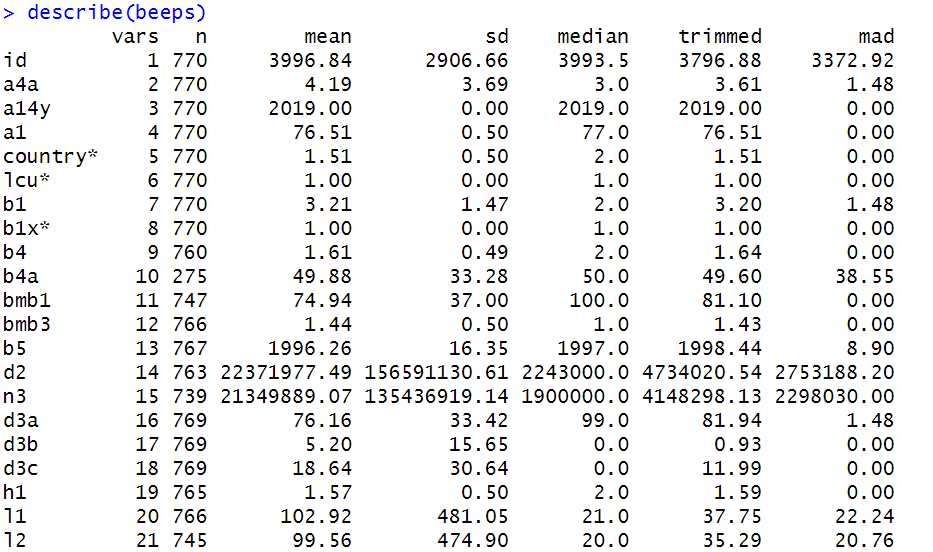 > describe(beeps)
vars n mean sd median trimmed mad
id 1 770 3996.84 2906.66 3993.5 3796.88 3372.92
a4a 2 770 4.19 3.69 3.0 3.61 1.48
a14y 3 770 2019.00 0.00 2019.0 2019.00 0.00
a1 4 770 76.51 0.50 77.0 76.51 0.00
country* 5 770 1.51 0.50 2.0 1.51 0.00
lcu* 6 770 1.00 0.00 1.0 1.00 0.00
b1 7 770 3.21 1.47 2.0 3.20 1.48
b1x* 8 770 1.00 0.00 1.0 1.00 0.00
b4 9 760 1.61 0.49 2.0 1.64 0.00
b4a 10 275 49.88 33.28 50.0 49.60 38.55
bmb1 11 747 74.94 37.00 100.0 81.10 0.00
bmb3 12 766 1.44 0.50 1.0 1.43 0.00
b5 13 767 1996.26 16.35 1997.0 1998.44 8.90
d2 14 763 22371977.49 156591130.61 2243000.0 4734020.54 2753188.20
n3 15 739 21349889.07 135436919.14 1900000.0 4148298.13 2298030.00
d3a 16 769 76.16 33.42 99.0 81.94 1.48
d3b 17 769 5.20 15.65 0.0 0.93 0.00
d3c 18 769 18.64 30.64 0.0 11.99 0.00
h1 19 765 1.57 0.50 2.0 1.59 0.00
l1 20 766 102.92 481.05 21.0 37.75 22.24
l2 21 745 99.56 474.90 20.0 35.29 20.76